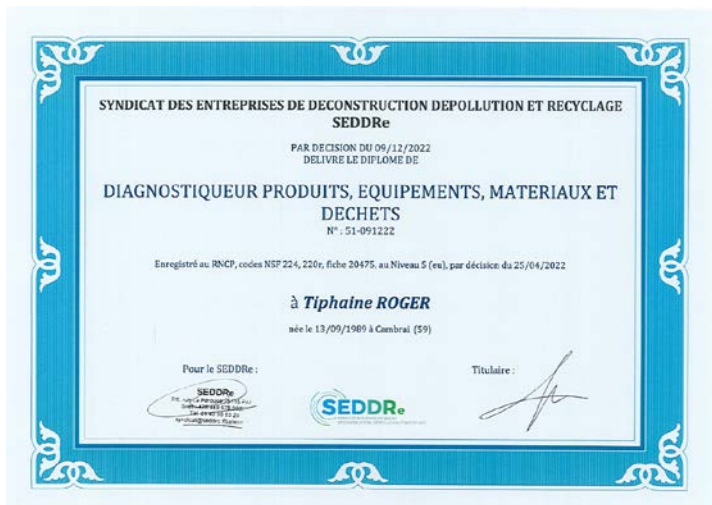 SYNDICAT DES ENTREPRISES DE DECONSTRUCTION DEPOLLUTION ET RECYCLAGE
SEDDRe
PAR DECISION DU 09/12/2022
DELIVRE LE DIPLOME DE
DIAGNOSTIQUEUR PRODUITS, EQUIPEMENTS, MATERIAUX ET
DECHETS
N° : 51-091222
Enregistré au RNCP, codes NSF 224, 220r, fiche 20475, au Niveau 5 (eu), par décision du 25/04/2022
à Tiphaine ROGER
née le 13/09/1989 à Cambrai (59)
Pour le SEDDRe :
Titulaire :
SEDDRe
SEDDRe